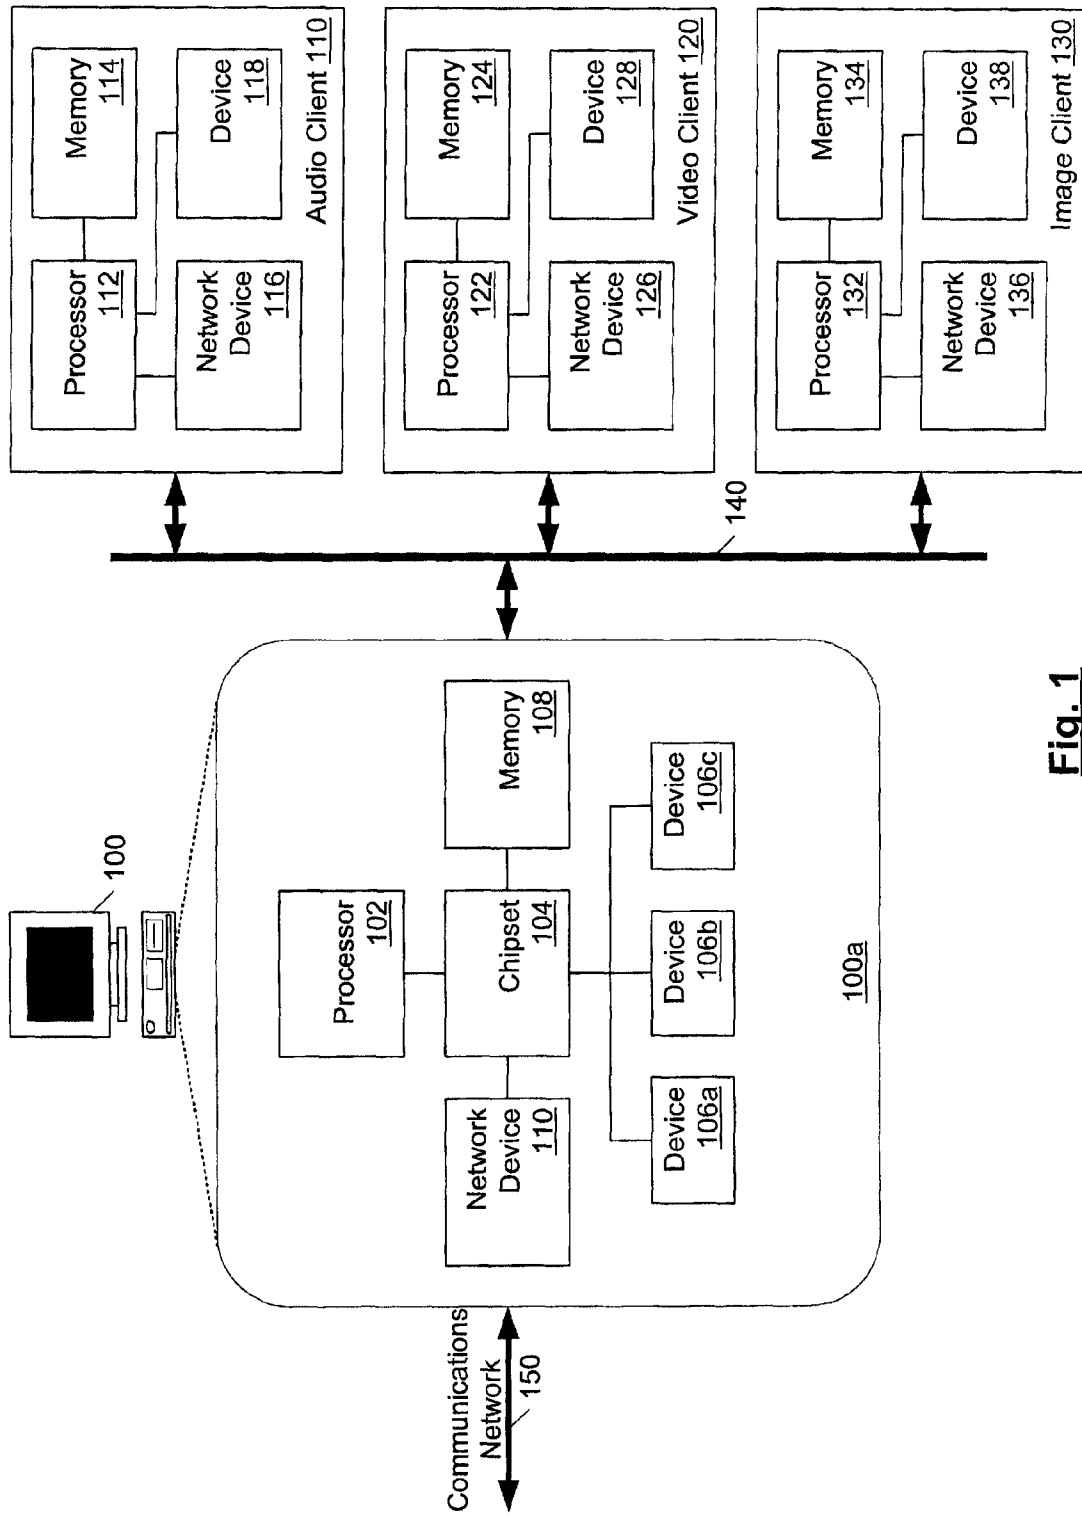 100
Processor
102
Network
Device
110
Chipset
104
Memory
108
Device
106a
Device
106b
Device
106c
100a
Communications
Network
150
140
Processor
112
Memory
114
Network
Device
116
Device
118
Audio Client 110
Processor
122
Memory
124
Network
Device
126
Device
128
Video Client 120
Processor
132
Memory
134
Network
Device
136
Device
138
Image Client 130
Fig. 1